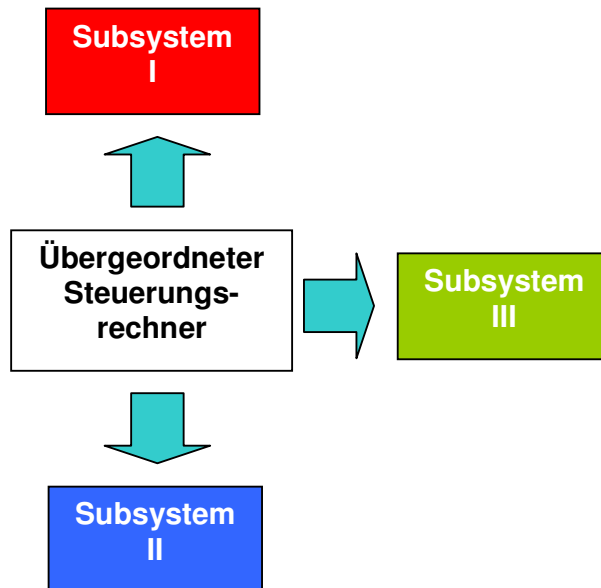 Subsystem
I
Übergeordneter
Steuerungs-
rechner
Subsystem
III
Subsystem
II